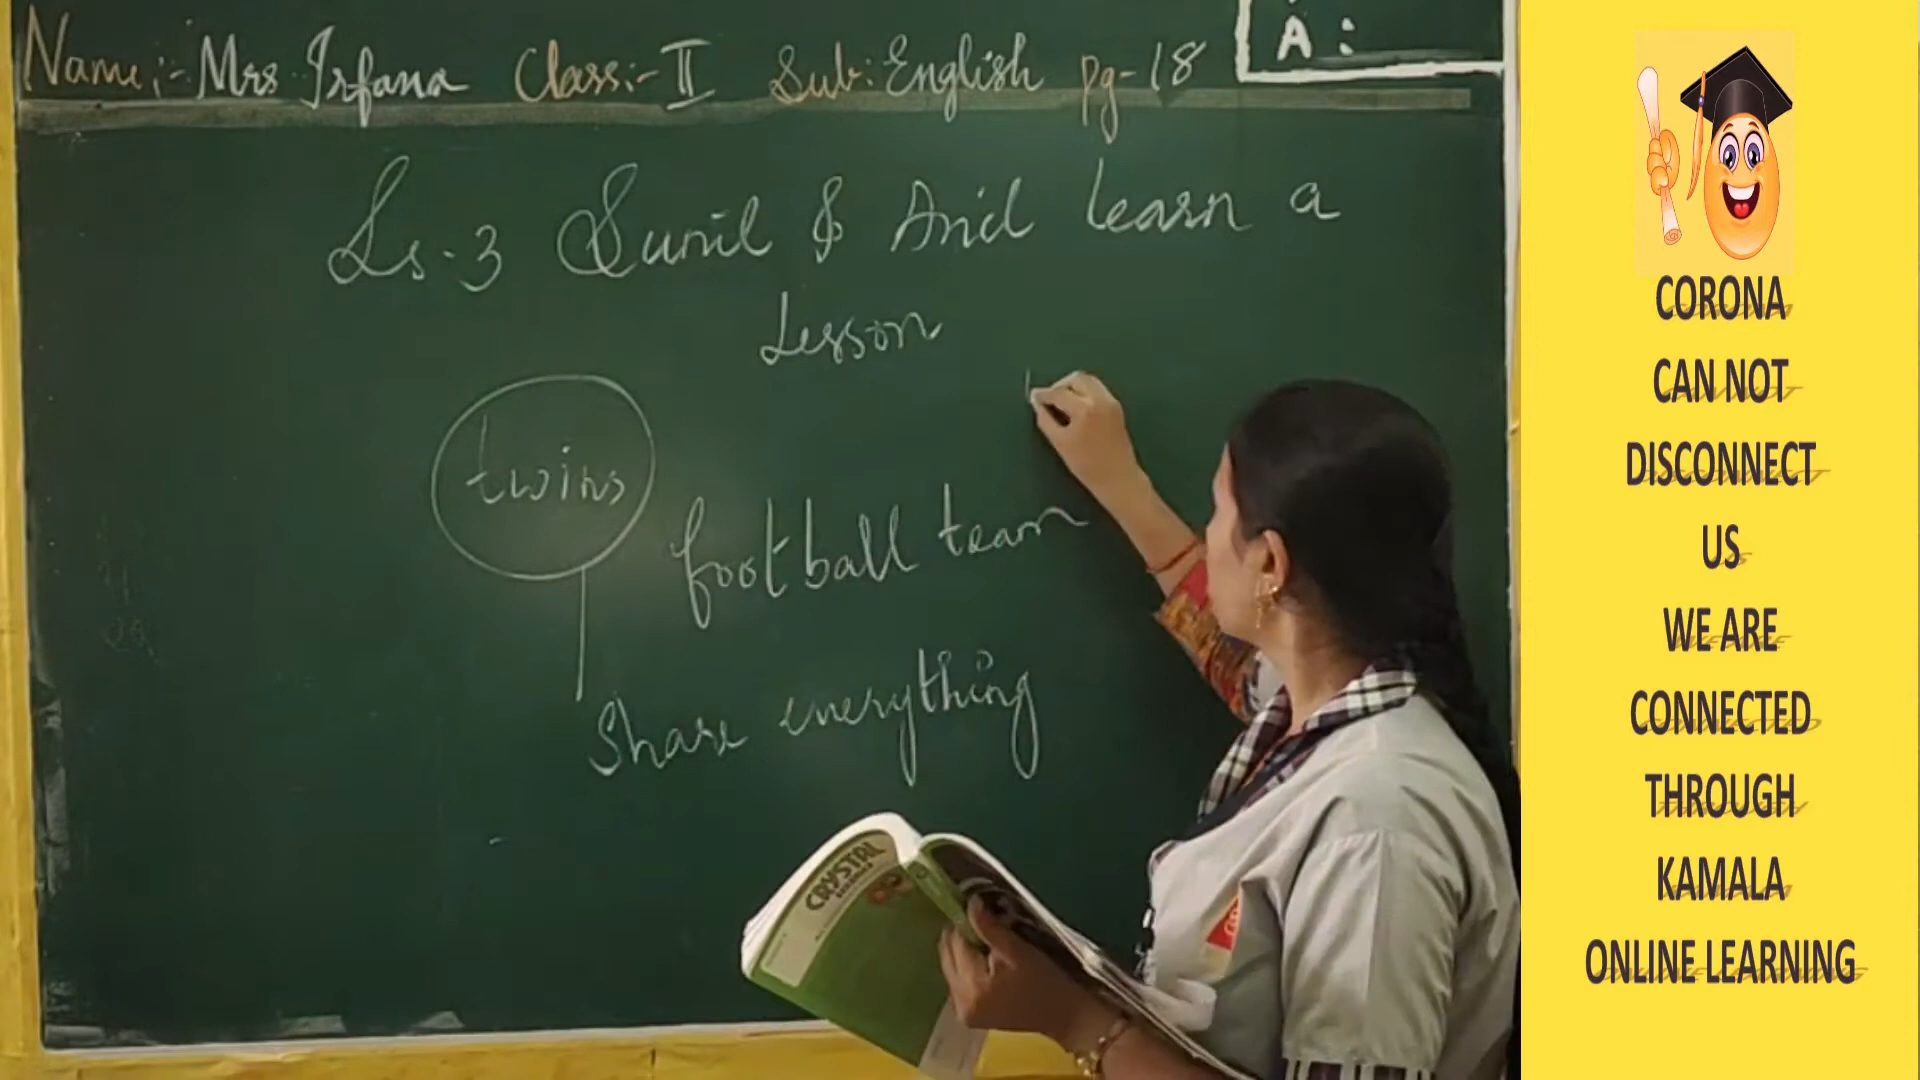 Name:- Mrs Irfana Class:- II Sub: English Pg-18
A :
Ls-3 Sunil & Anil learn a
Lesson
twins
football team
Share everything
CRYSTAL
CORONA
CAN NOT
DISCONNECT
US
WE ARE
CONNECTED
THROUGH
KAMALA
ONLINE LEARNING